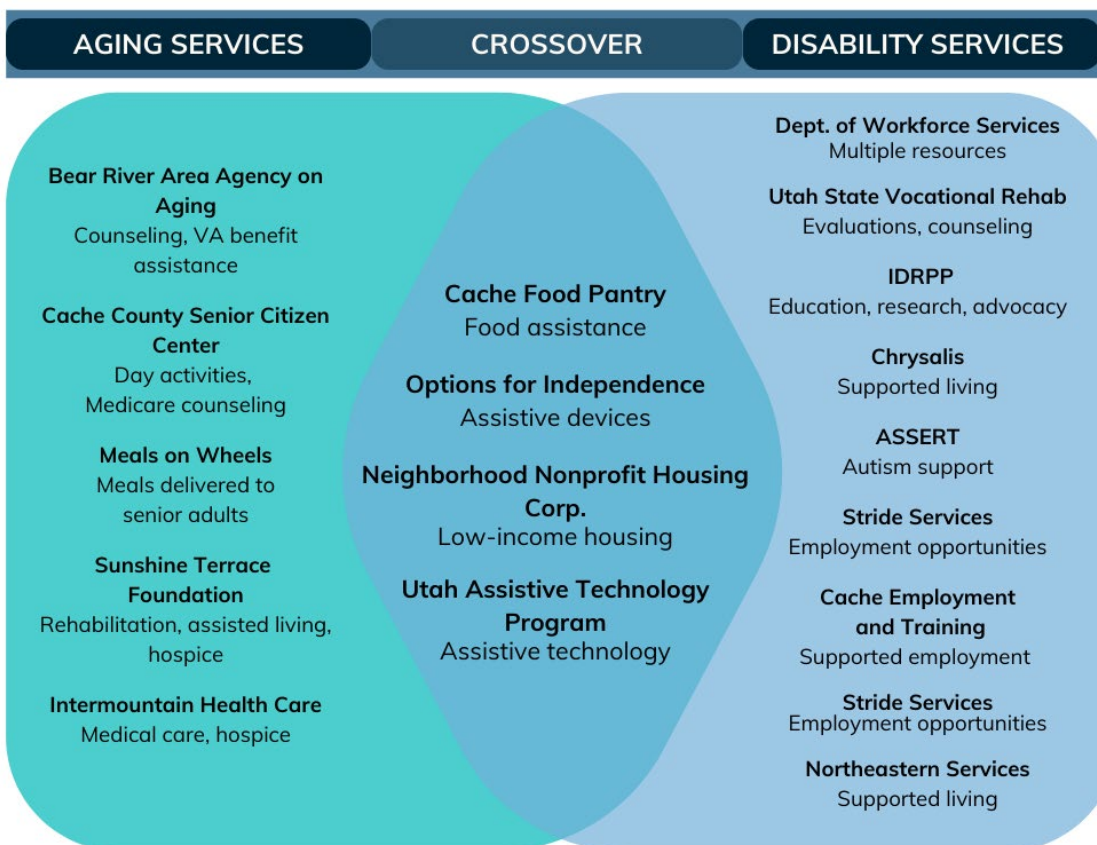 AGING SERVICES
CROSSOVER
DISABILITY SERVICES
Bear River Area Agency on
Aging
Counseling, VA benefit
assistance
Cache County Senior Citizen
Center
Day activities,
Medicare counseling
Meals on Wheels
Meals delivered to
senior adults
Sunshine Terrace
Foundation
Rehabilitation, assisted living,
hospice
Intermountain Health Care
Medical care, hospice
Cache Food Pantry
Food assistance
Options for Independence
Assistive devices
Neighborhood Nonprofit Housing
Corp.
Low-income housing
Utah Assistive Technology
Program
Assistive technology
Dept. of Workforce Services
Multiple resources
Utah State Vocational Rehab
Evaluations, counseling
IDRPP
Education, research, advocacy
Chrysalis
Supported living
ASSERT
Autism support
Stride Services
Employment opportunities
Cache Employment
and Training
Supported employment
Stride Services
Employment opportunities
Northeastern Services
Supported living